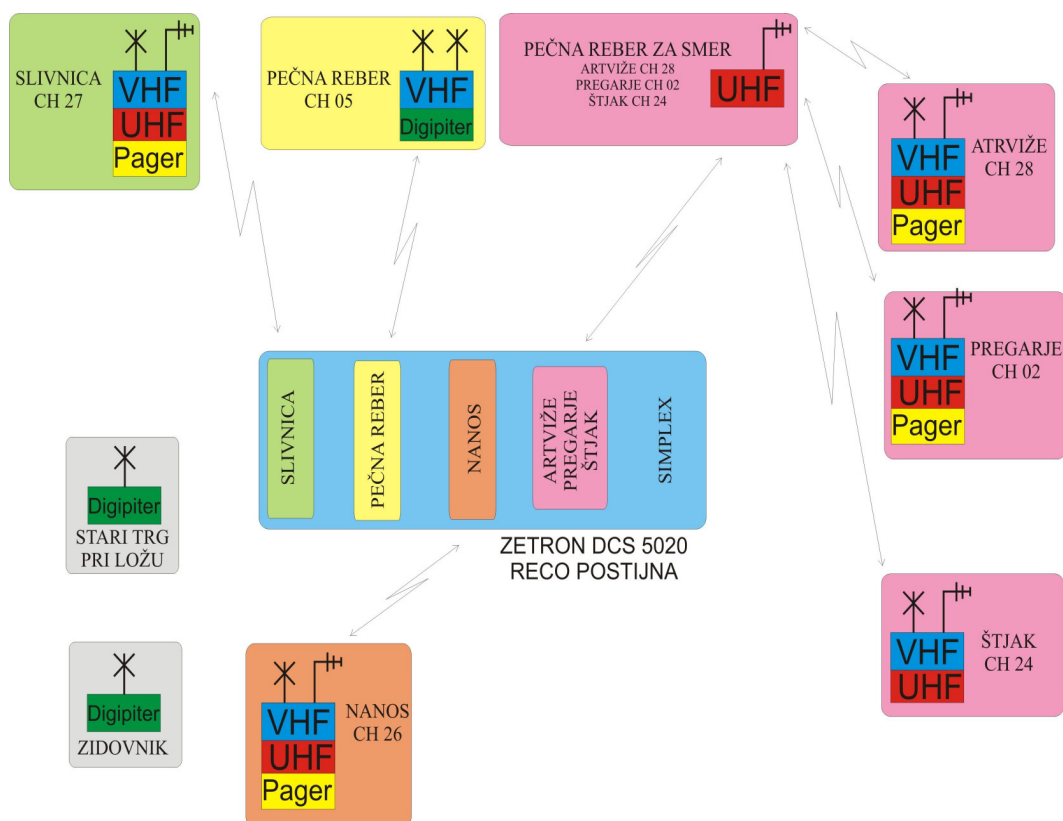 SLIVNICA
CH 27
VHF
UHF
Pager
PEČNA REBER
CH 05
VHF
Digipiter
PEČNA REBER ZA SMER
ARTVIŽE CH 28
PREGARJE CH 02
ŠTJAK CH 24
UHF
VHF
UHF
Pager
ATRVIŽE
CH 28
VHF
UHF
Pager
PREGARJE
CH 02
SLIVNICA
PEČNA REBER
NANOS
ARTVIŽE
PREGARJE
ŠTJAK
SIMPLEX
ZETRON DCS 5020
RECO POSTIJNA
Digipiter
STARI TRG
PRI LOŽU
Digipiter
ZIDOVNIK
VHF
UHF
Pager
NANOS
CH 26
VHF
UHF
ŠTJAK
CH 24